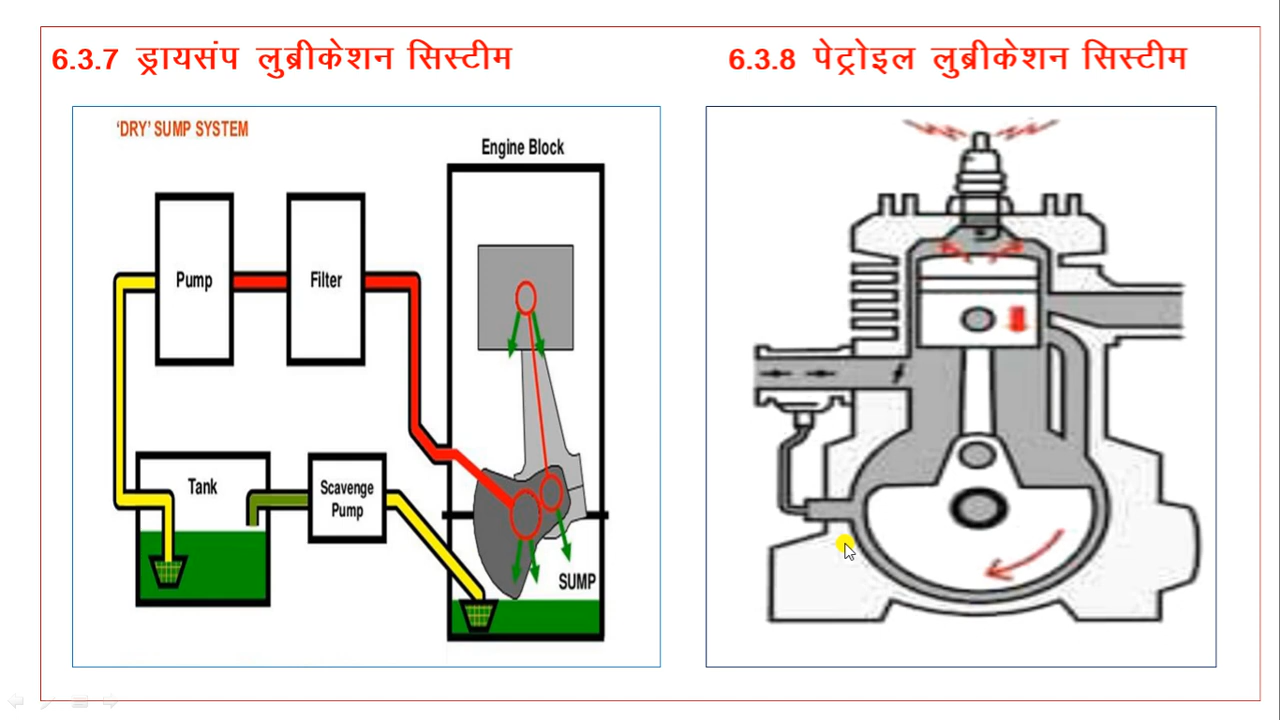 6.3.7 ड्रायसंप लुब्रीकेशन सिस्टीम
6.3.8 पेट्रोइल लुब्रीकेशन सिस्टीम
‘DRY’ SUMP SYSTEM
Engine Block
Pump
Filter
Tank
Scavenge
Pump
SUMP